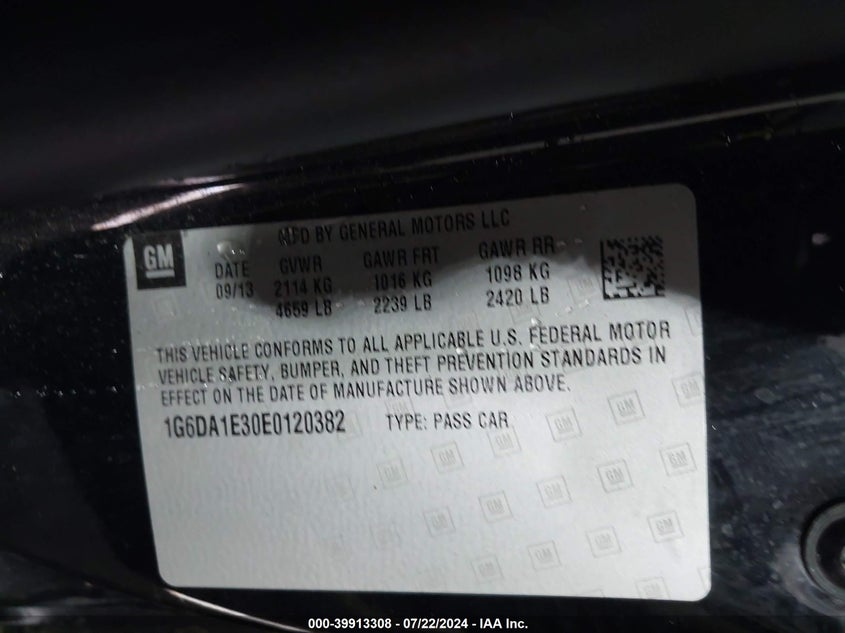 MFD BY GENERAL MOTORS LLC
GM
DATE GVWR GAWR FRT GAWR RR
09/13 2114 KG 1016 KG 1098 KG
4659 LB 2239 LB 2420 LB
THIS VEHICLE CONFORMS TO ALL APPLICABLE U.S. FEDERAL MOTOR
VEHICLE SAFETY, BUMPER, AND THEFT PREVENTION STANDARDS IN
EFFECT ON THE DATE OF MANUFACTURE SHOWN ABOVE.
1G6DA1E30E0120382 TYPE: PASS CAR
000-39913308 - 07/22/2024 - IAA Inc.